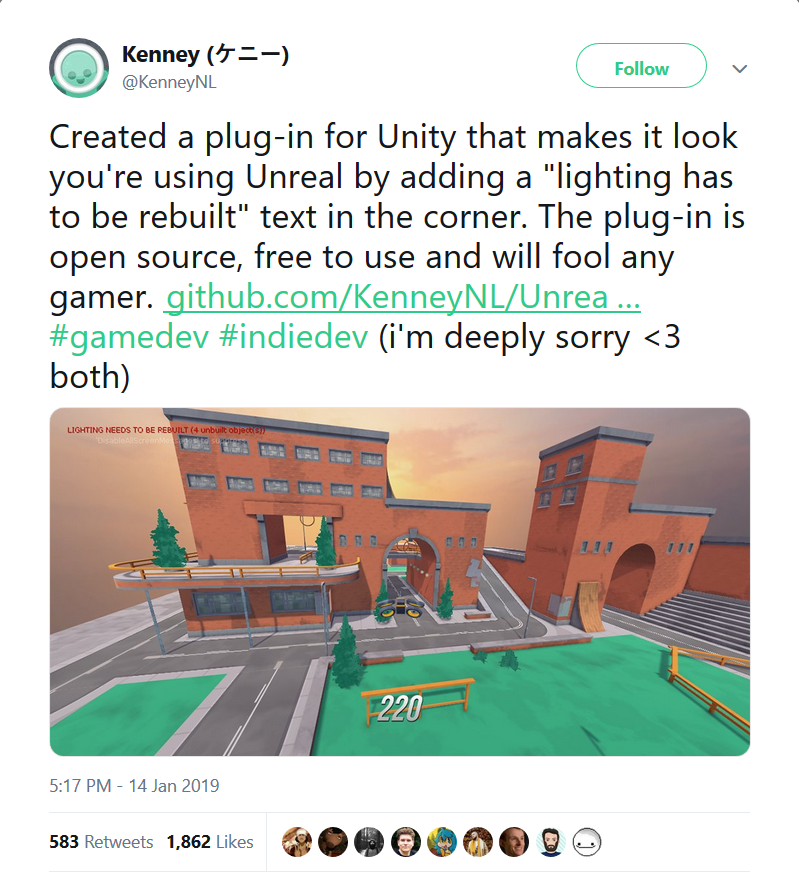 Kenney (ケニー)
@KenneyNL
Follow
Created a plug-in for Unity that makes it look
you're using Unreal by adding a "lighting has
to be rebuilt" text in the corner. The plug-in is
open source, free to use and will fool any
gamer. github.com/KenneyNL/Unrea ...
#gamedev #indiedev (i'm deeply sorry <3
both)
LIGHTING NEEDS TO BE REBUILT (4 unbuilt object(s))
220
5:17 PM - 14 Jan 2019
583 Retweets 1,862 Likes